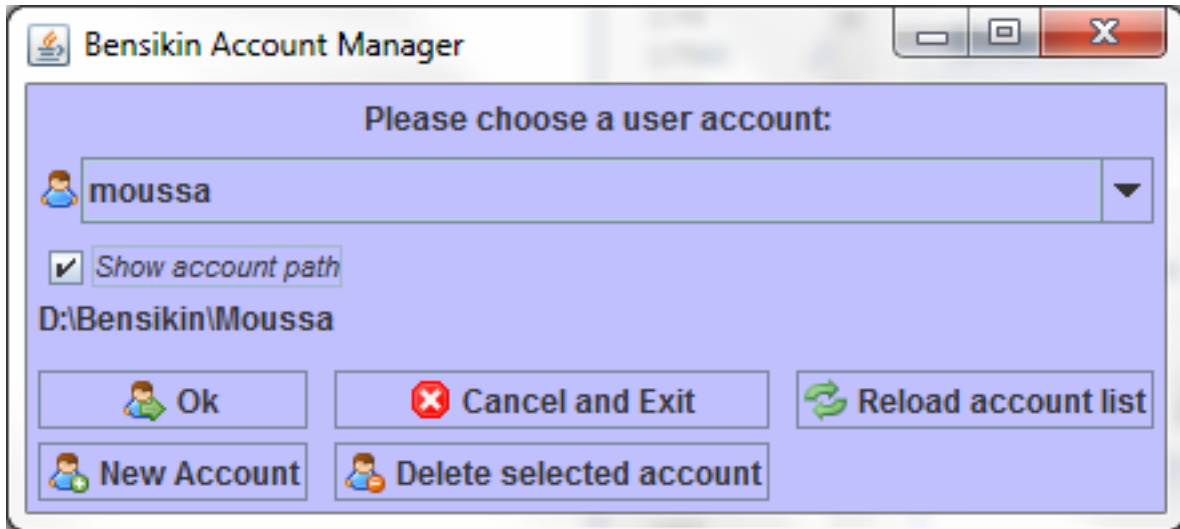 Bensikin Account Manager
Please choose a user account:
moussa
Show account path
D:\Bensikin\Moussa
Ok Cancel and Exit Reload account list
New Account Delete selected account